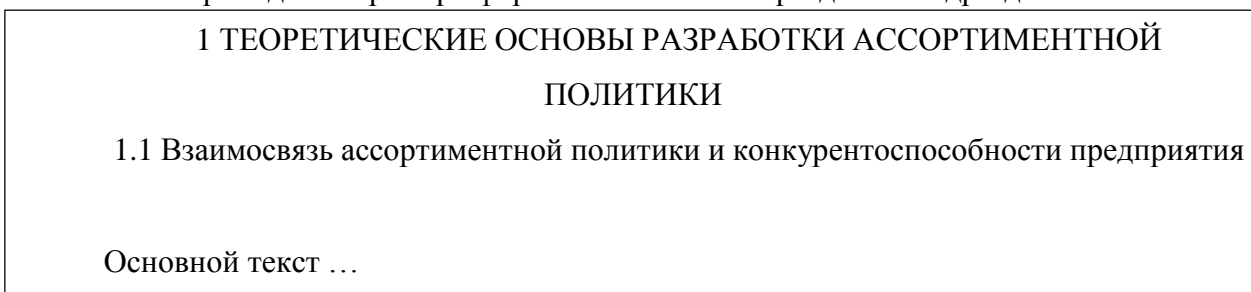 1 ТЕОРЕТИЧЕСКИЕ ОСНОВЫ РАЗРАБОТКИ АССОРТИМЕНТНОЙ
ПОЛИТИКИ
1.1 Взаимосвязь ассортиментной политики и конкурентоспособности предприятия
Основной текст …